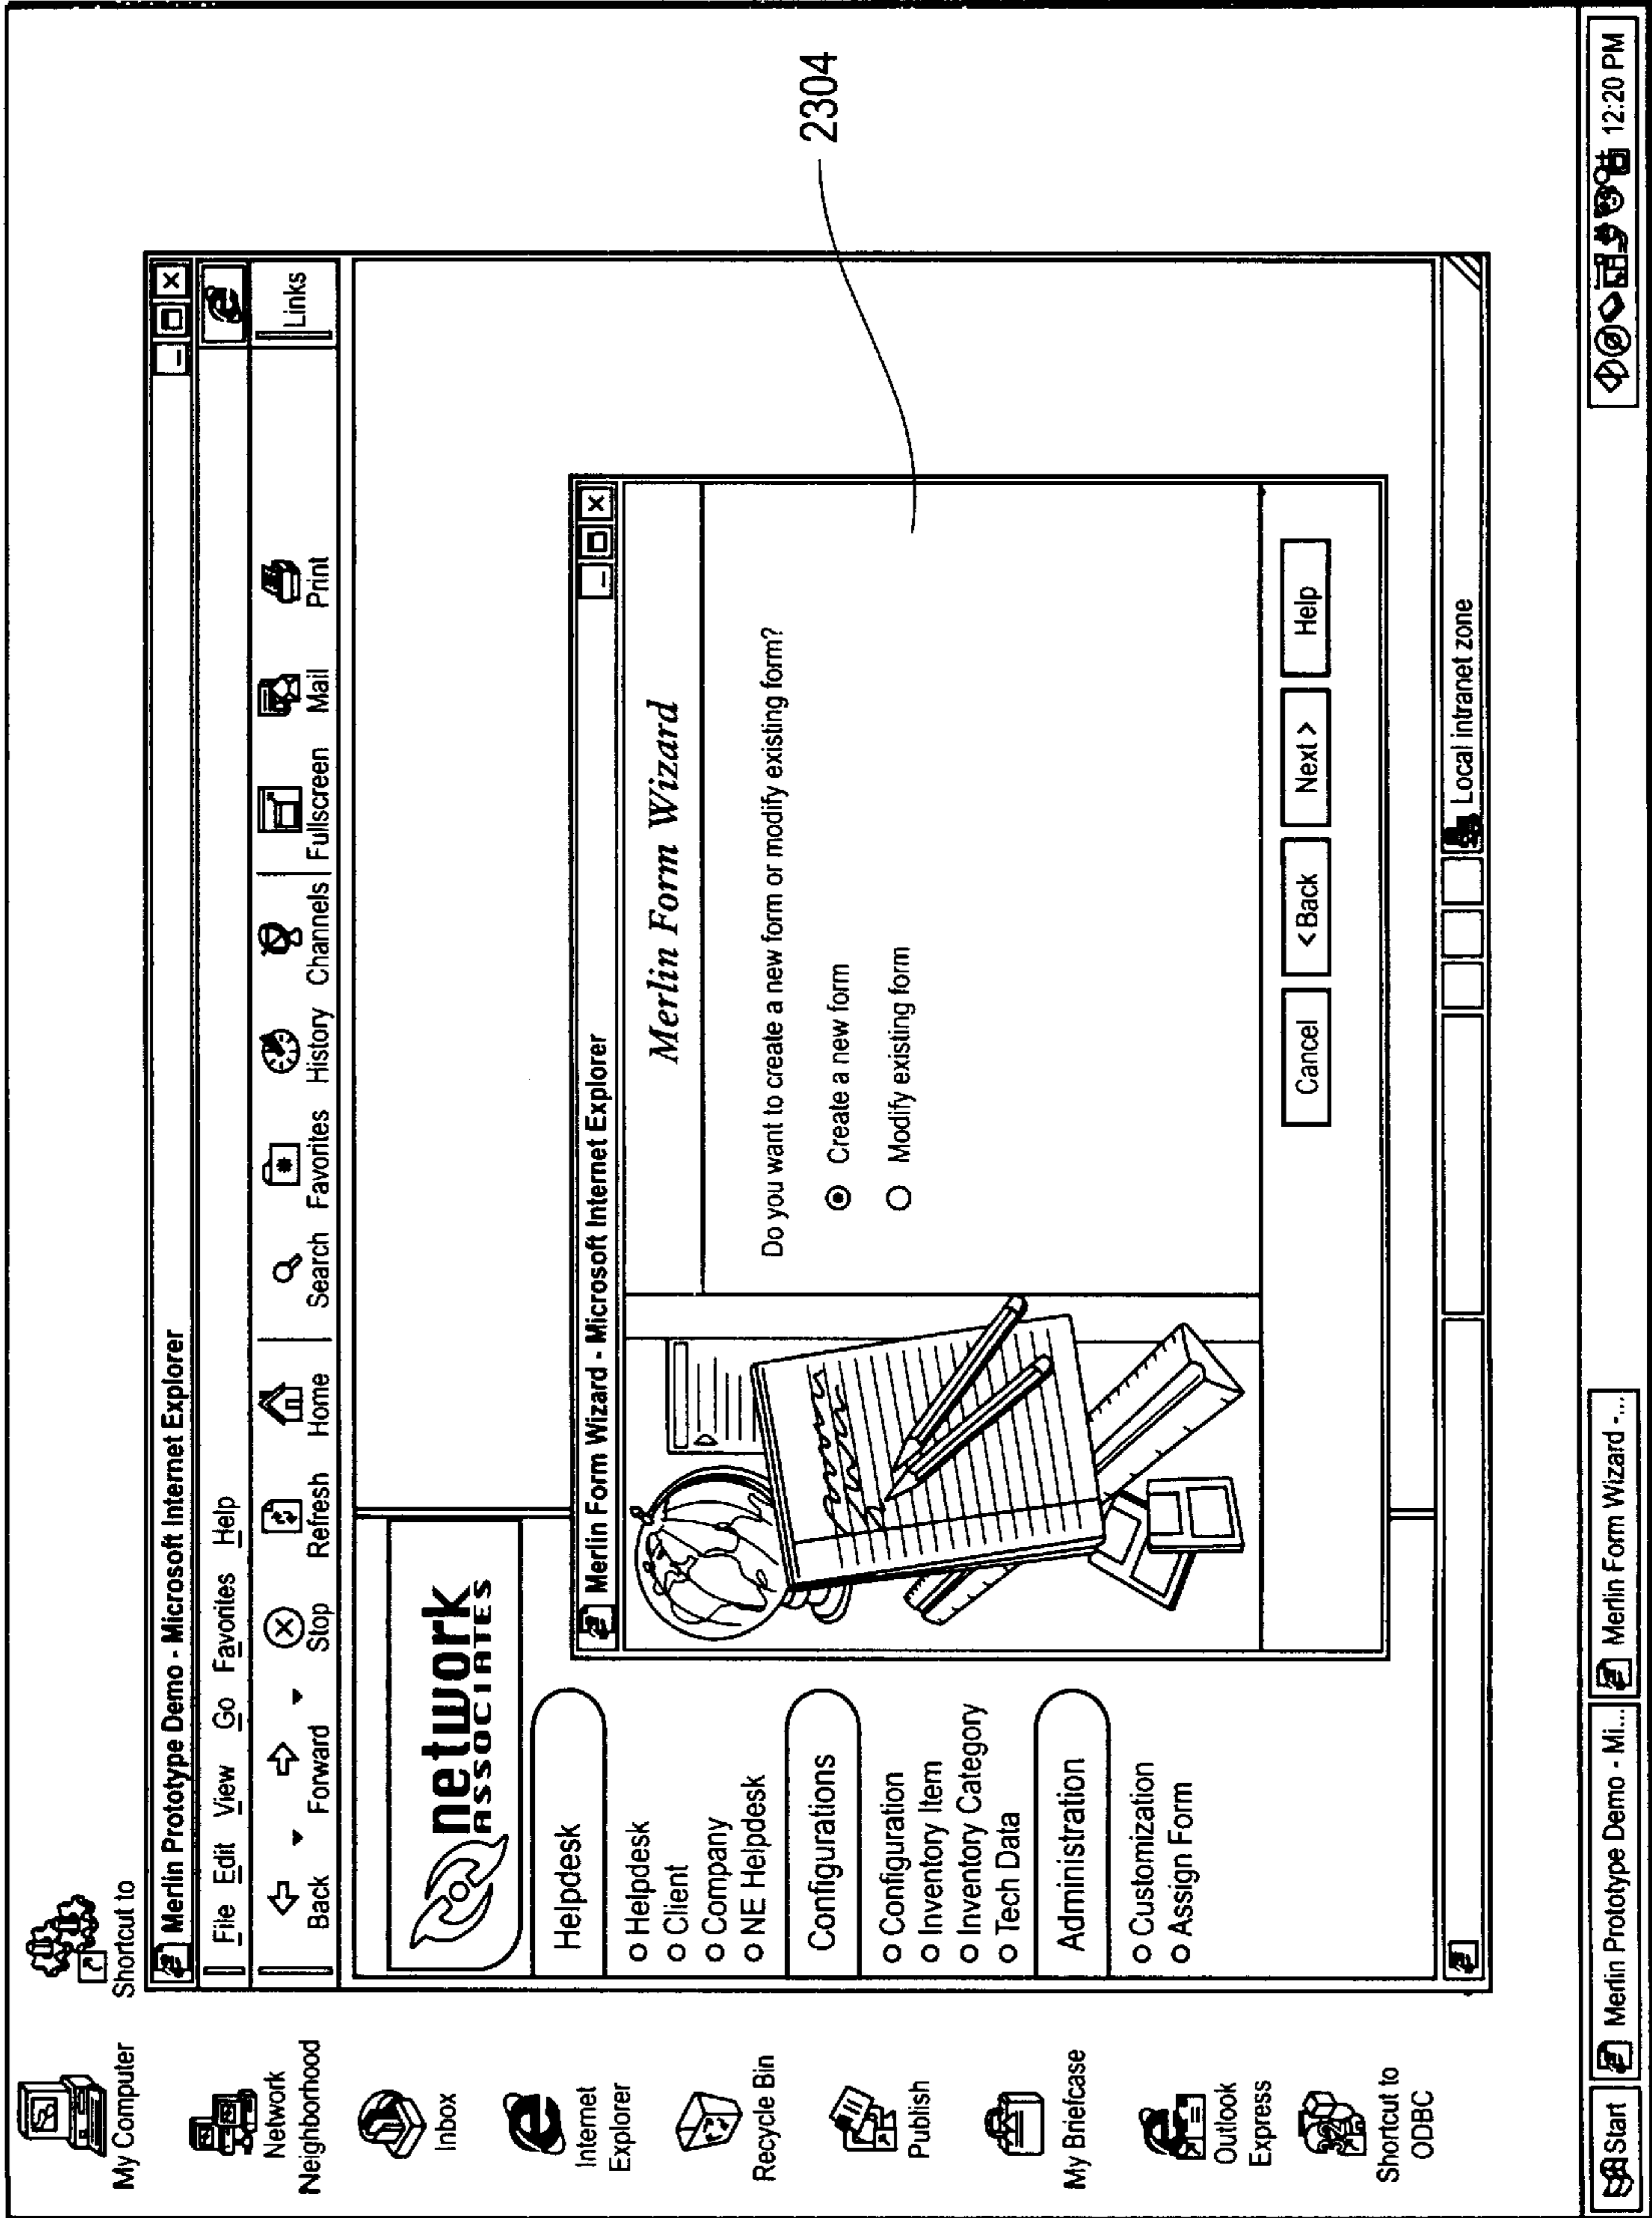 My Computer
Shortcut to
Network
Neighborhood
Inbox
Internet
Explorer
Recycle Bin
Publish
My Briefcase
Outlook
Express
Shortcut to
ODBC
Merlin Prototype Demo - Microsoft Internet Explorer
File Edit View Go Favorites Help
Back Forward Stop Refresh Home Search Favorites History Channels Fullscreen Mail Print
Links
network
ASSOCIATES
Helpdesk
Helpdesk
Client
Company
NE Helpdesk
Configurations
Configuration
Inventory Item
Inventory Category
Tech Data
Administration
Customization
Assign Form
Merlin Form Wizard - Microsoft Internet Explorer
Merlin Form Wizard
Do you want to create a new form or modify existing form?
Create a new form
Modify existing form
Cancel <Back Next> Help
2304
Local intranet zone
Start Merlin Prototype Demo - Mi... Merlin Form Wizard -... 12:20 PM